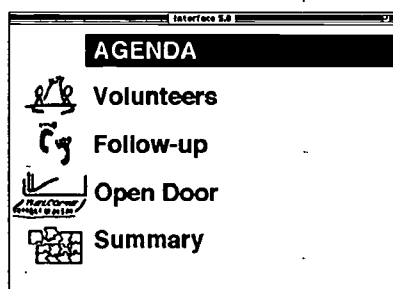 Interface 5.0
AGENDA
Volunteers
Follow-up
Open Door
Summary